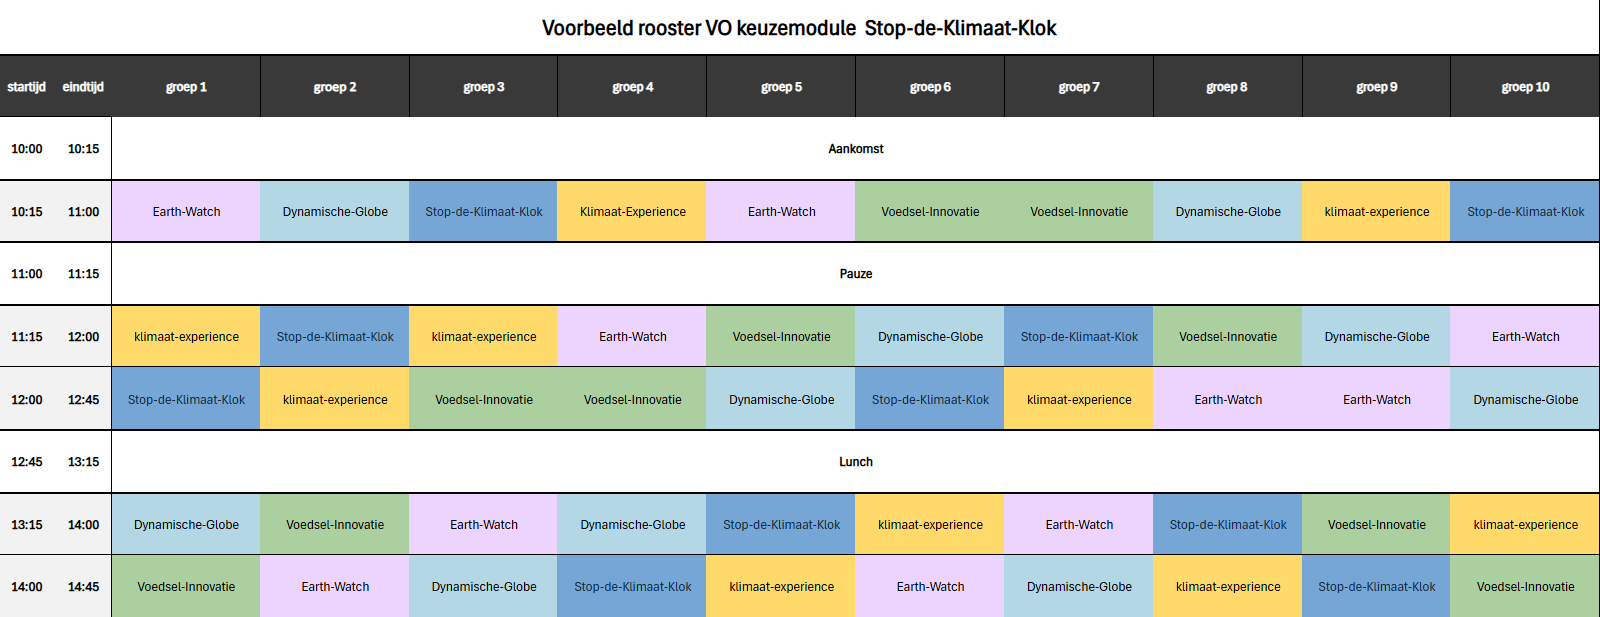 Voorbeeld rooster VO keuzemodule Stop-de-Klimaat-Klok
startijd eindtijd groep 1 groep 2 groep 3 groep 4 groep 5 groep 6 groep 7 groep 8 groep 9 groep 10
10:00 10:15 Aankomst
10:15 11:00 Earth-Watch Dynamische-Globe Stop-de-Klimaat-Klok Klimaat-Experience Earth-Watch Voedsel-Innovatie Voedsel-Innovatie Dynamische-Globe klimaat-experience Stop-de-Klimaat-Klok
11:00 11:15 Pauze
11:15 12:00 klimaat-experience Stop-de-Klimaat-Klok klimaat-experience Earth-Watch Voedsel-Innovatie Dynamische-Globe Stop-de-Klimaat-Klok Voedsel-Innovatie Dynamische-Globe Earth-Watch
12:00 12:45 Stop-de-Klimaat-Klok klimaat-experience Voedsel-Innovatie Voedsel-Innovatie Dynamische-Globe Stop-de-Klimaat-Klok klimaat-experience Earth-Watch Earth-Watch Dynamische-Globe
12:45 13:15 Lunch
13:15 14:00 Dynamische-Globe Voedsel-Innovatie Earth-Watch Dynamische-Globe Stop-de-Klimaat-Klok klimaat-experience Earth-Watch Stop-de-Klimaat-Klok Voedsel-Innovatie klimaat-experience
14:00 14:45 Voedsel-Innovatie Earth-Watch Dynamische-Globe Stop-de-Klimaat-Klok klimaat-experience Earth-Watch Dynamische-Globe klimaat-experience Stop-de-Klimaat-Klok Voedsel-Innovatie